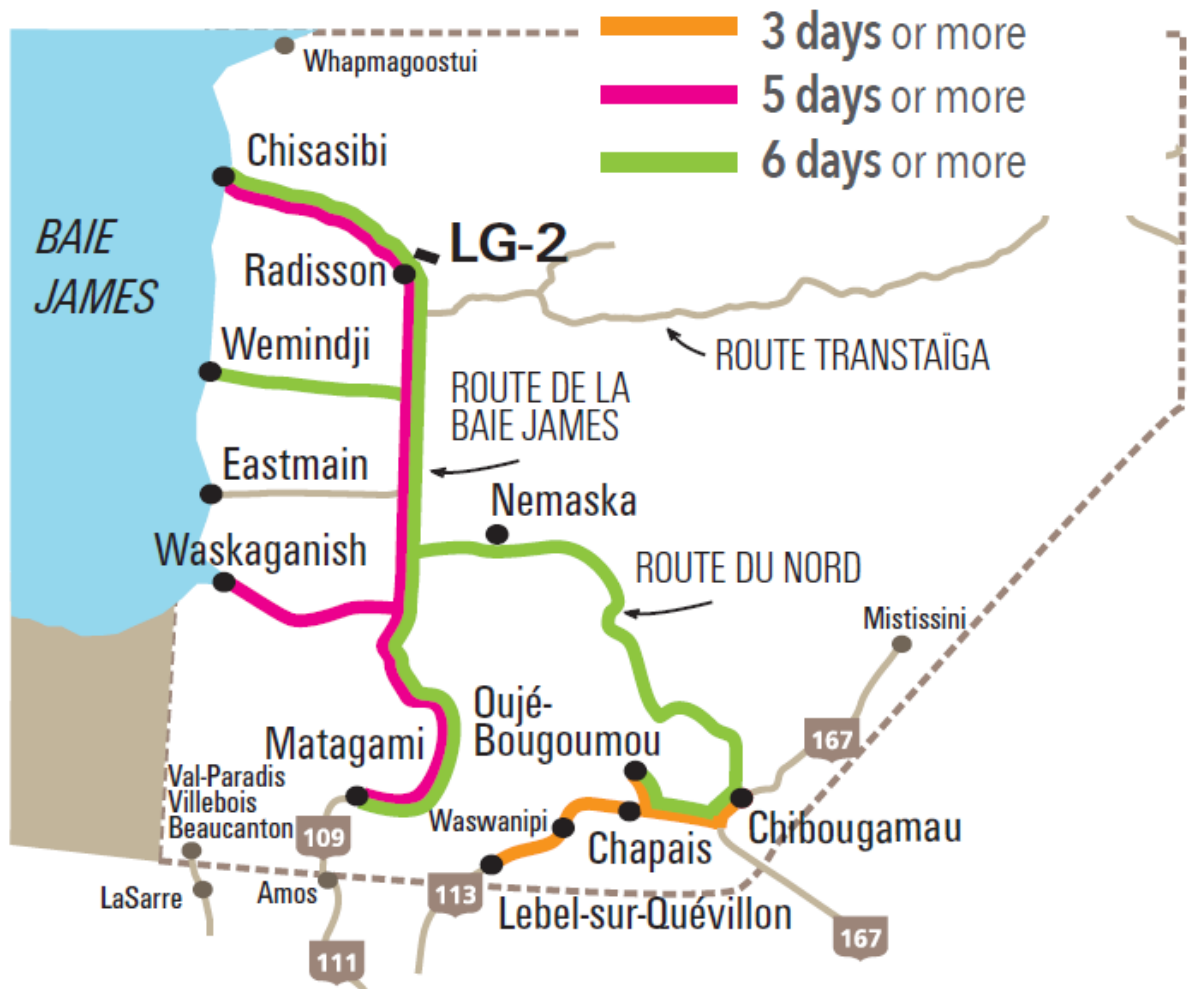 3 days or more
Whapmagoostui
5 days or more
Chisasibi
6 days or more
BAIE
JAMES
LG-2
Radisson
Wemindji
ROUTE TRANSTAÏGA
ROUTE DE LA
BAIE JAMES
Eastmain
Nemaska
Waskaganish
ROUTE DU NORD
Mistissini
Oujé-
Bougoumou
Matagami
167
Val-Paradis
Villebois
Beaucanton
109
Waswanipi
Chapais
Chibougamau
LaSarre
Amos
113
Lebel-sur-Quévillon
167
111